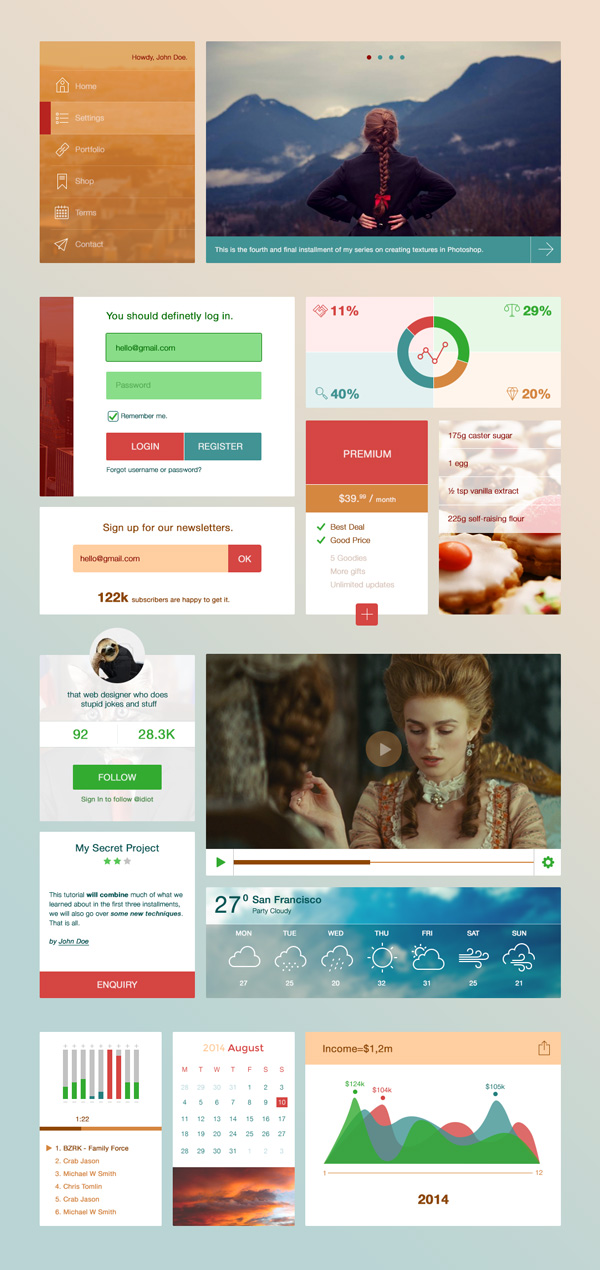 Howdy, John Doe.
Home
Settings
Portfolio
Shop
Terms
Contact
This is the fourth and final installment of my series on creating textures in Photoshop.
You should definetly log in.
hello@gmail.com
Password
Remember me.
LOGIN
REGISTER
Forgot username or password?
11%
29%
40%
20%
Sign up for our newsletters.
hello@gmail.com
OK
122k subscribers are happy to get it.
PREMIUM
$39.99 / month
Best Deal
Good Price
5 Goodies
More gifts
Unlimited updates
175g caster sugar
1 egg
½ tsp vanilla extract
225g self-raising flour
that web designer who does
stupid jokes and stuff
92
28.3K
FOLLOW
Sign In to follow @idiot
My Secret Project
This tutorial will combine much of what we
learned about in the first three installments,
we will also go over some new techniques.
That is all.
by John Doe
ENQUIRY
27⁰ San Francisco
Party Cloudy
MON TUE WED THU FRI SAT SUN
27 25 20 32 31 25 21
1:22
1. BZRK - Family Force
2. Crab Jason
3. Michael W Smith
4. Chris Tomlin
5. Crab Jason
6. Michael W Smith
2014 August
M T W T F S S
28 29 30 31 1 2 3
4 5 6 7 8 9 10
11 12 13 14 15 16 17
18 19 20 21 22 23 24
28 29 30 31 1 2 3
Income=$1,2m
$124k
$104k
$105k
1
12
2014